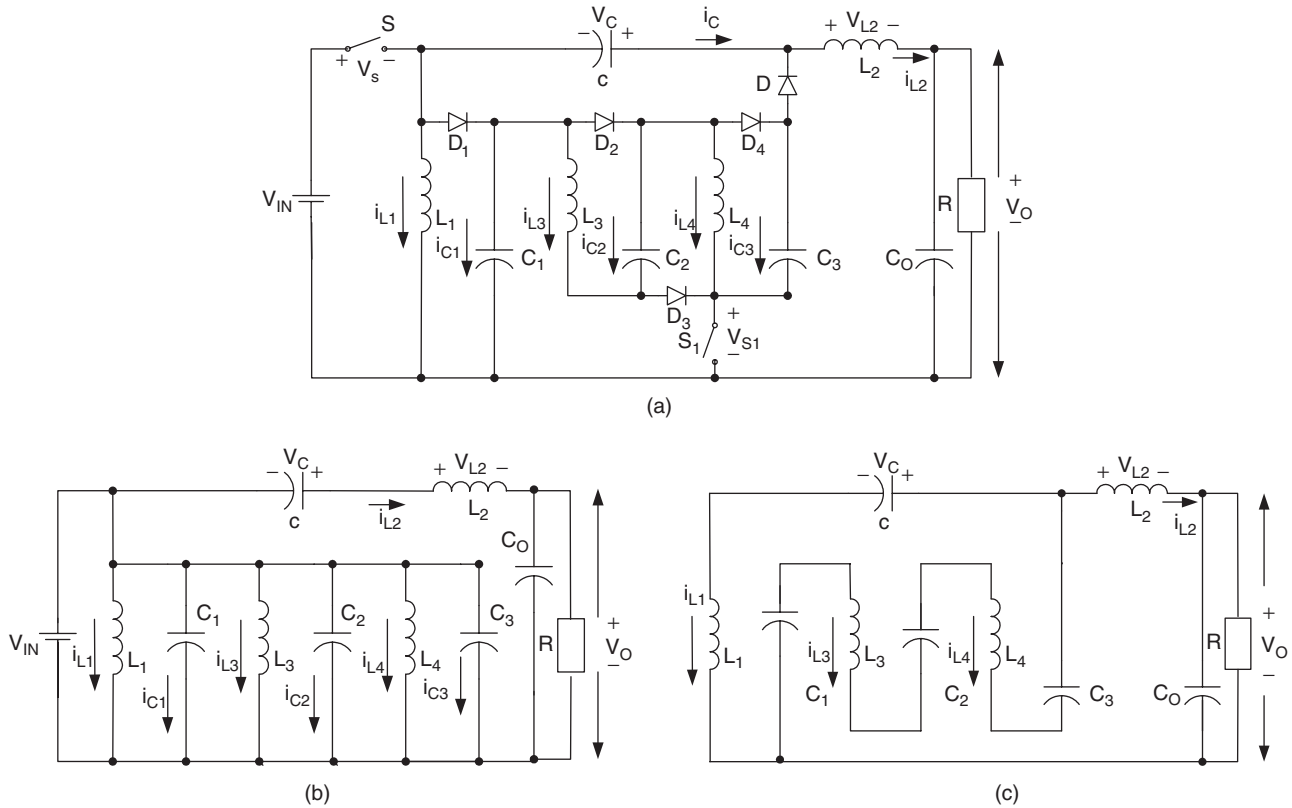 S
+ V_s −
− V_C +
c
i_C
+ V_L2 −
L_2
i_L2
D
D_1
D_2
D_4
V_IN
i_L1
L_1
i_C1
C_1
i_L3
L_3
i_C2
C_2
i_L4
L_4
i_C3
C_3
C_O
R
+
V_O
−
D_3
S_1
+
V_S1
−
(a)
− V_C +
c
i_L2
+ V_L2 −
L_2
C_O
V_IN
i_L1
L_1
i_C1
C_1
i_L3
L_3
i_C2
C_2
i_L4
L_4
i_C3
C_3
R
+
V_O
−
(b)
− V_C +
c
+ V_L2 −
L_2
i_L2
i_L1
L_1
i_L3
L_3
C_1
i_L4
L_4
C_2
C_3
C_O
R
+
V_O
−
(c)